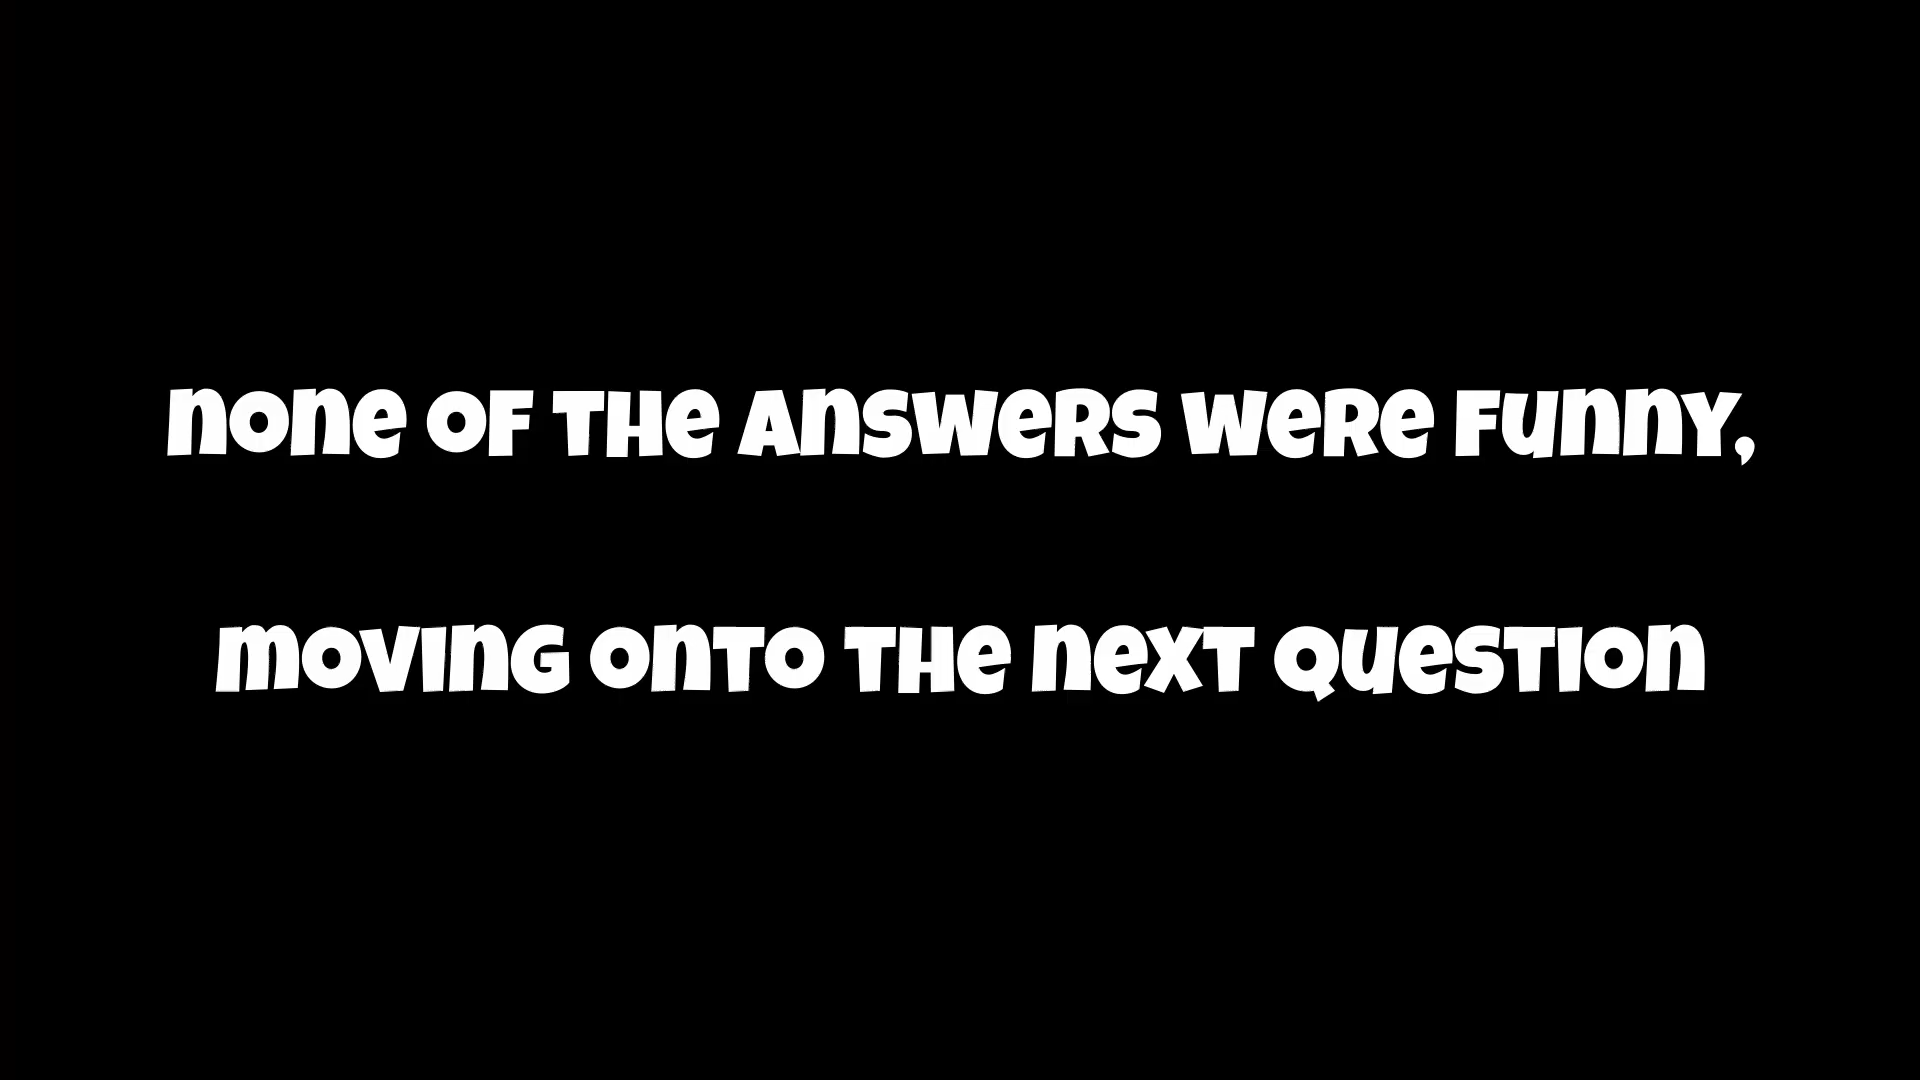 none of the answers were funny,
moving onto the next question